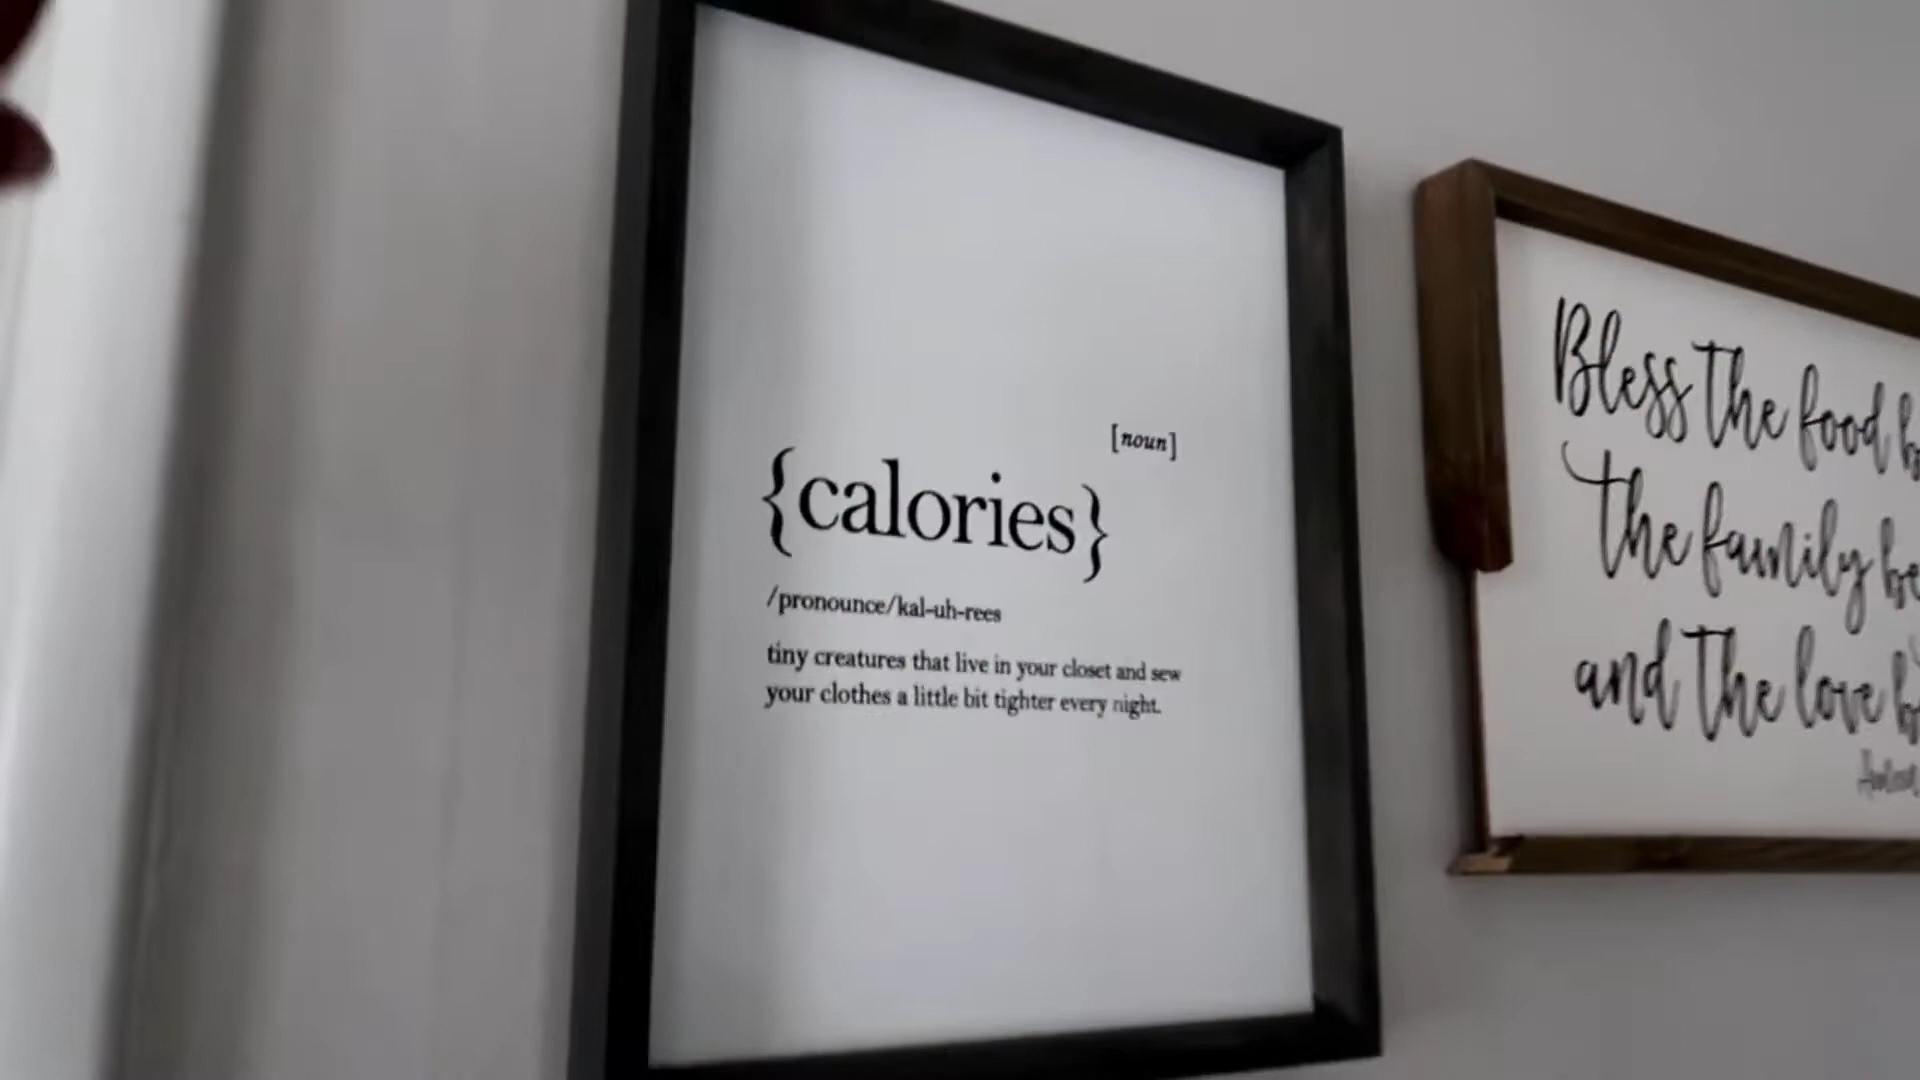 [noun]
{calories}
/pronounce/kal-uh-rees
tiny creatures that live in your closet and sew
your clothes a little bit tighter every night.
Bless the food
the family
and the love